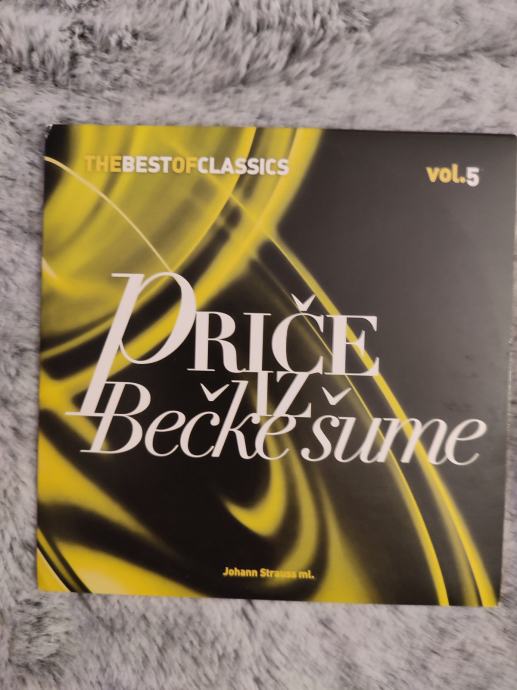 THEBESTOFCLASSICS
vol.5
PRIČE
IZ
Bečke šume
Johann Strauss ml.